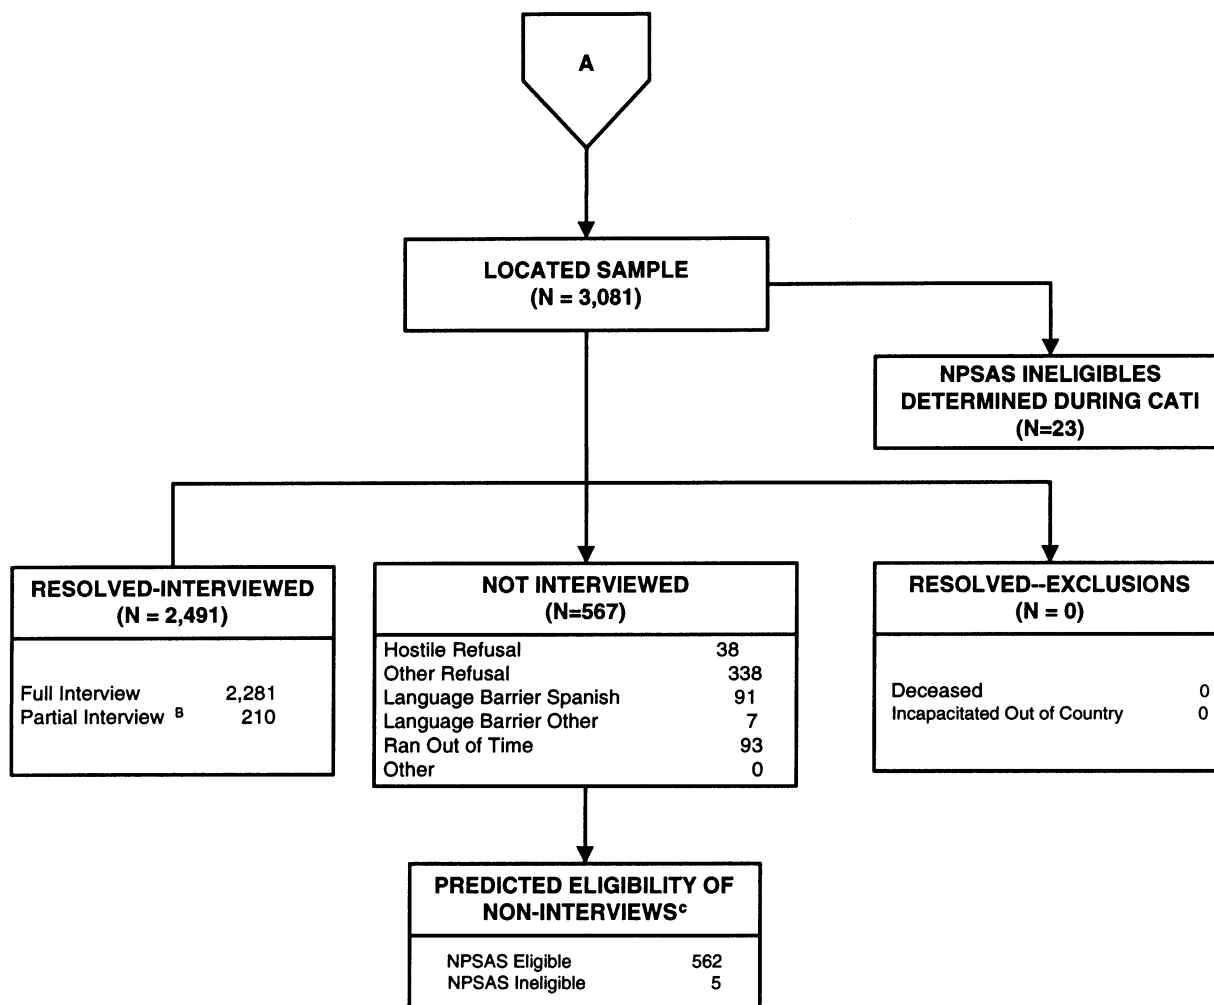 A
LOCATED SAMPLE
(N = 3,081)
NPSAS INELIGIBLES
DETERMINED DURING CATI
(N=23)
RESOLVED-INTERVIEWED
(N = 2,491)
Full Interview 2,281
Partial Interview B 210
NOT INTERVIEWED
(N=567)
Hostile Refusal 38
Other Refusal 338
Language Barrier Spanish 91
Language Barrier Other 7
Ran Out of Time 93
Other 0
RESOLVED--EXCLUSIONS
(N = 0)
Deceased 0
Incapacitated Out of Country 0
PREDICTED ELIGIBILITY OF
NON-INTERVIEWSc
NPSAS Eligible 562
NPSAS Ineligible 5